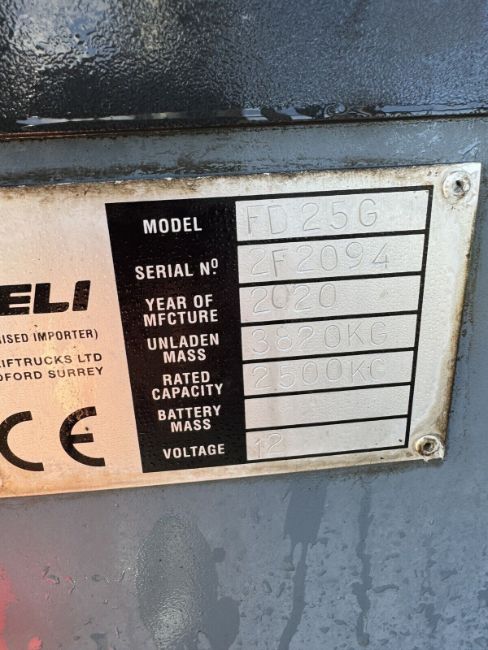 ELI
ISED IMPORTER)
IFTRUCKS LTD
DFORD SURREY
CE
MODEL FD25G
SERIAL Nº 2F2094
YEAR OF MFCTURE 2020
UNLADEN MASS 3820KG
RATED CAPACITY 2500KG
BATTERY MASS
VOLTAGE 12